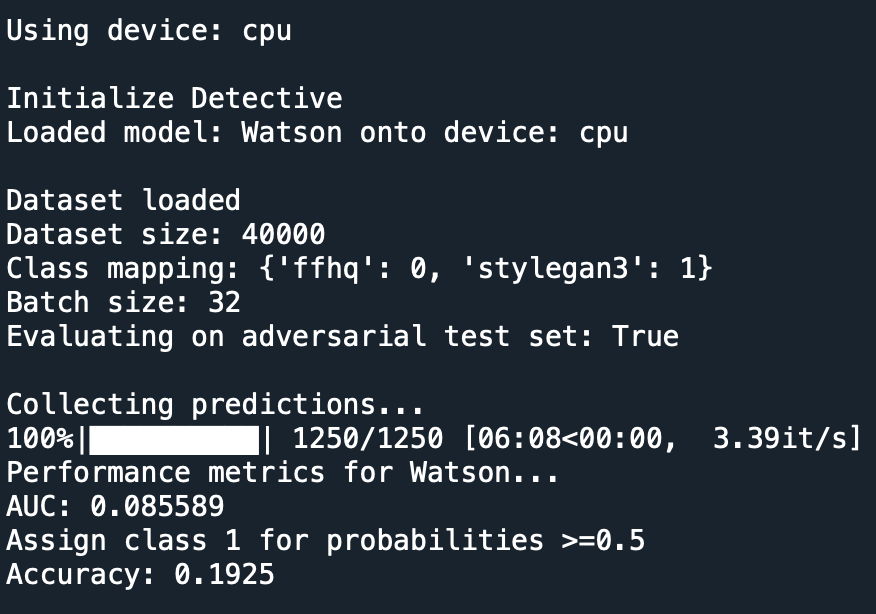 Using device: cpu
Initialize Detective
Loaded model: Watson onto device: cpu
Dataset loaded
Dataset size: 40000
Class mapping: {'ffhq': 0, 'stylegan3': 1}
Batch size: 32
Evaluating on adversarial test set: True
Collecting predictions...
100%|██████████| 1250/1250 [06:08<00:00,  3.39it/s]
Performance metrics for Watson...
AUC: 0.085589
Assign class 1 for probabilities >=0.5
Accuracy: 0.1925